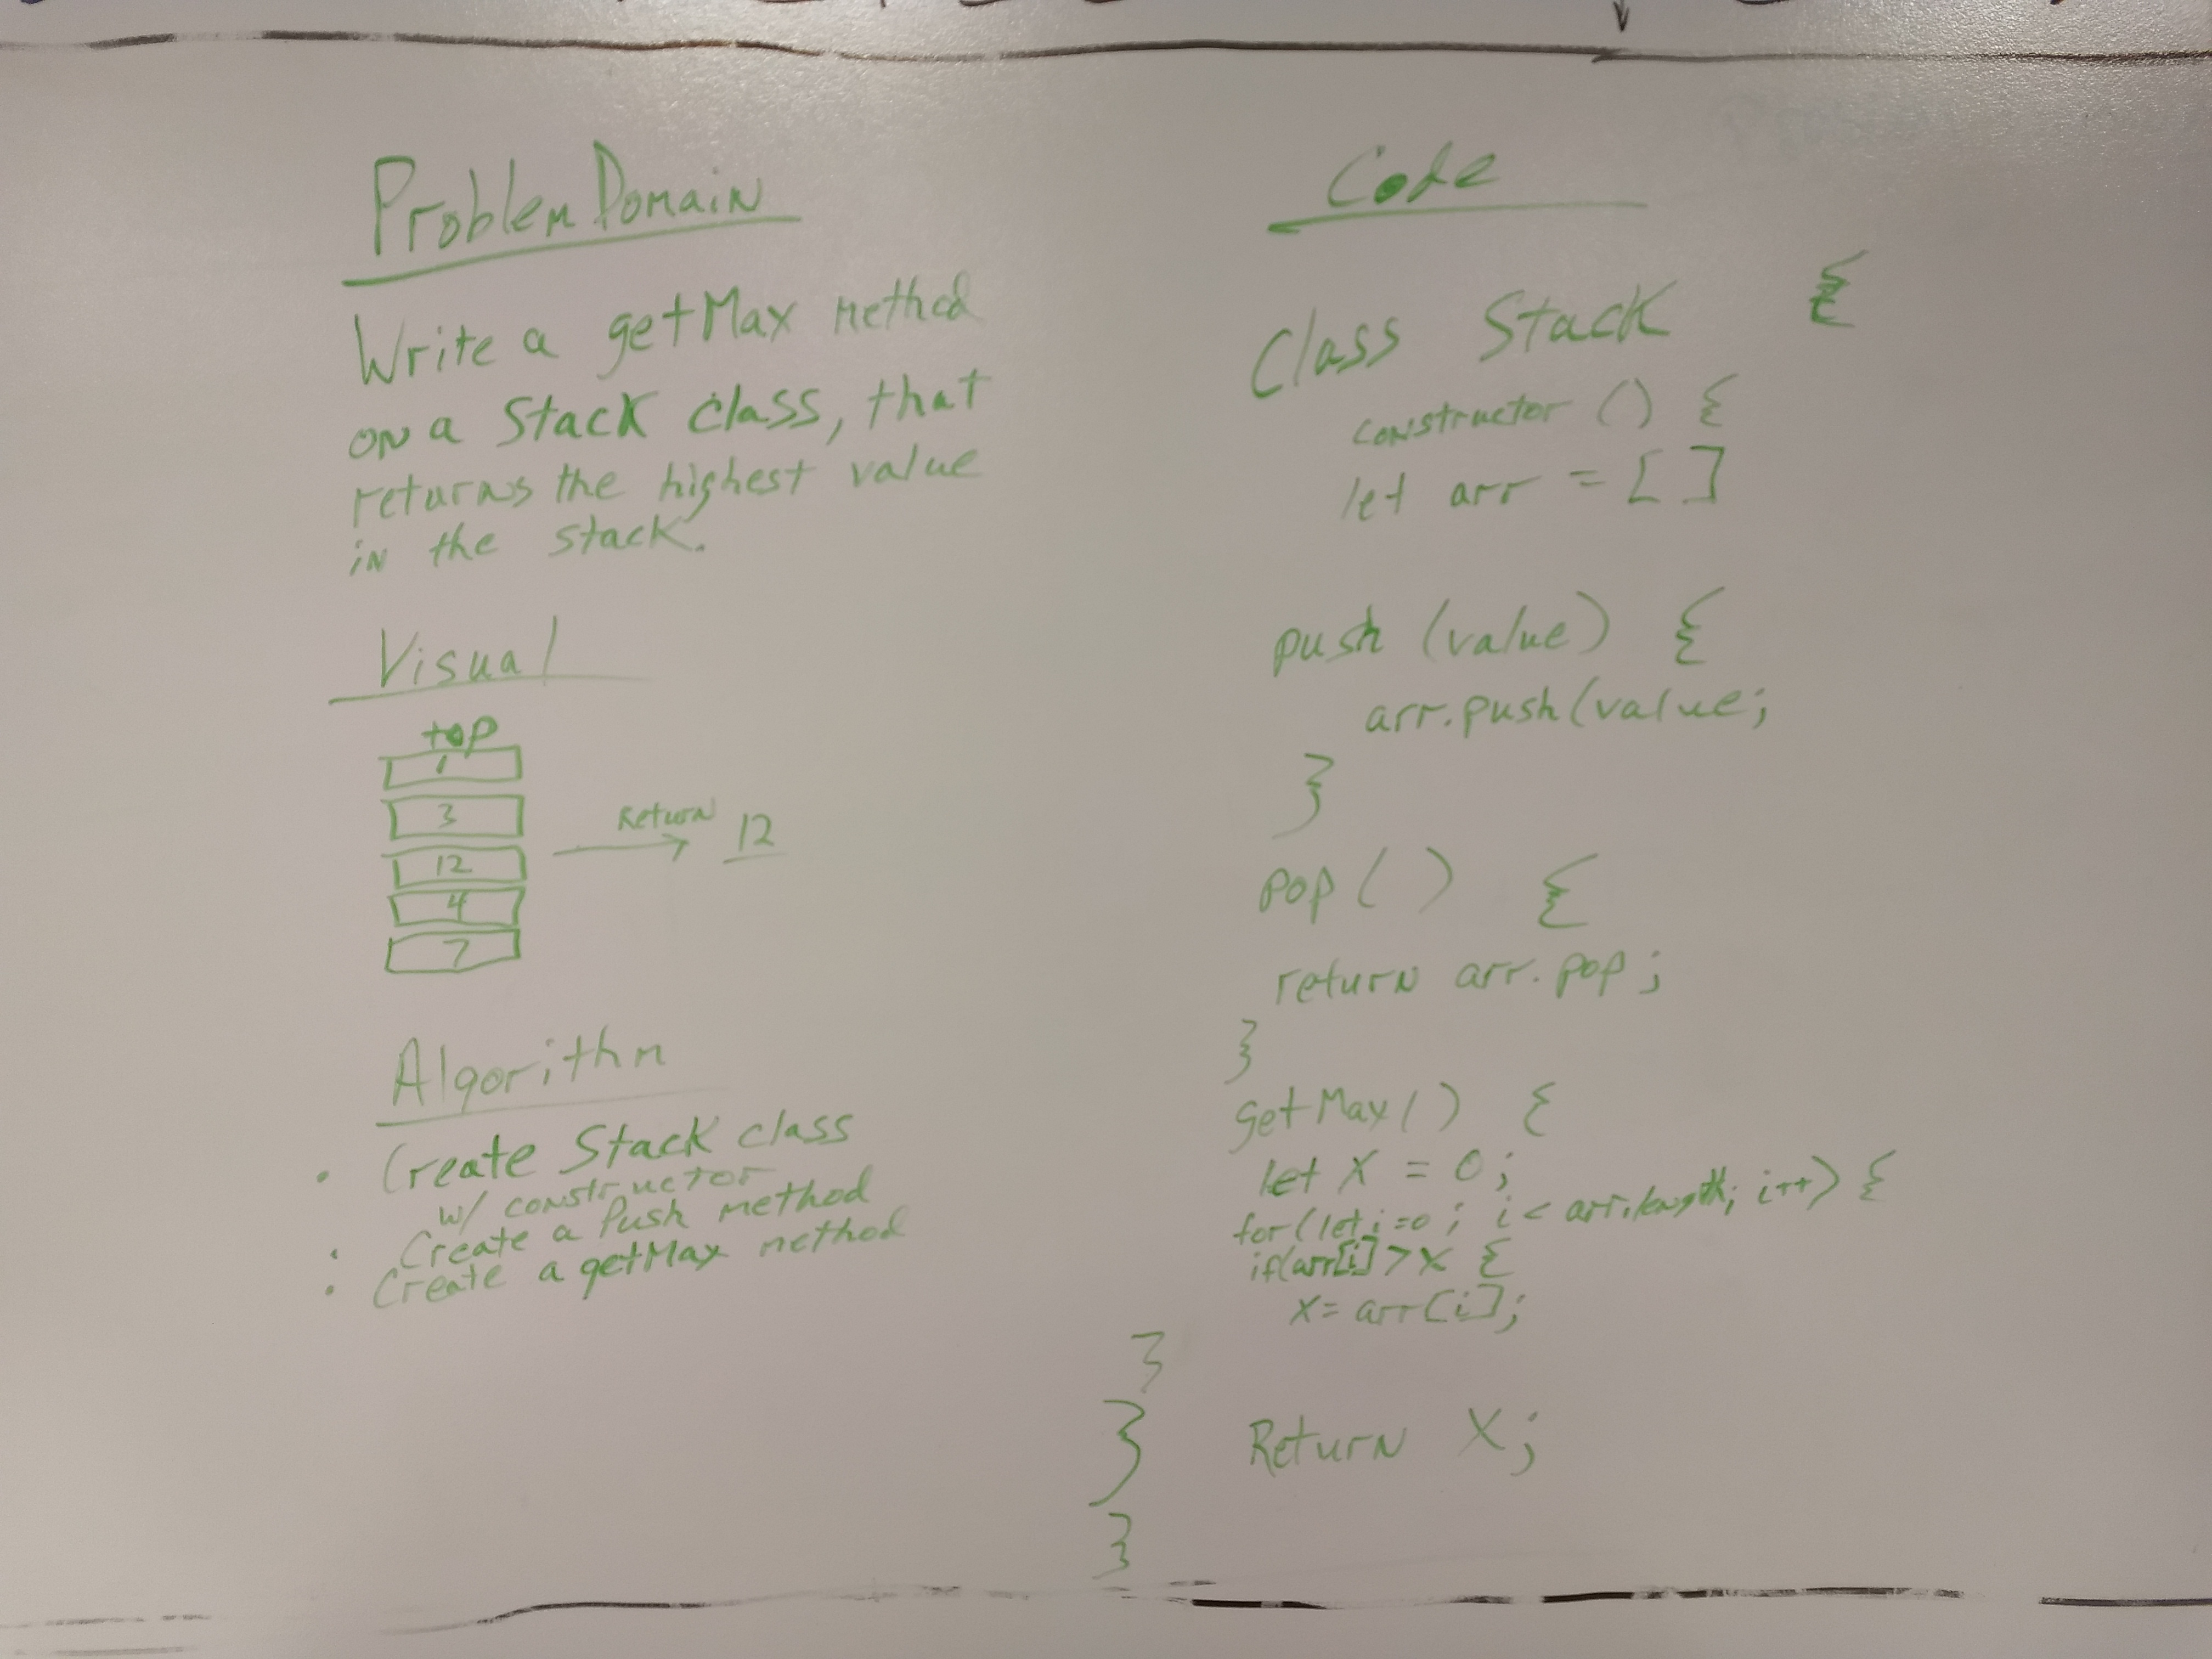 Problem Domain
Write a getMax method
on a Stack class, that
returns the highest value
in the stack.
Visual
top
1
3
12
4
7
Return
12
Algorithm
• Create Stack class
w/ constructor
• Create a Push method
• Create a getMax method
Code
Class Stack {
constructor () {
let arr = [ ]
push (value) {
arr.push(value;
}
pop ( ) {
return arr.pop;
}
getMax( ) {
let X = 0;
for(let i=0; i < arr.length; i++) {
if(arr[i] > X {
X = arr[i];
}
} Return X;
}